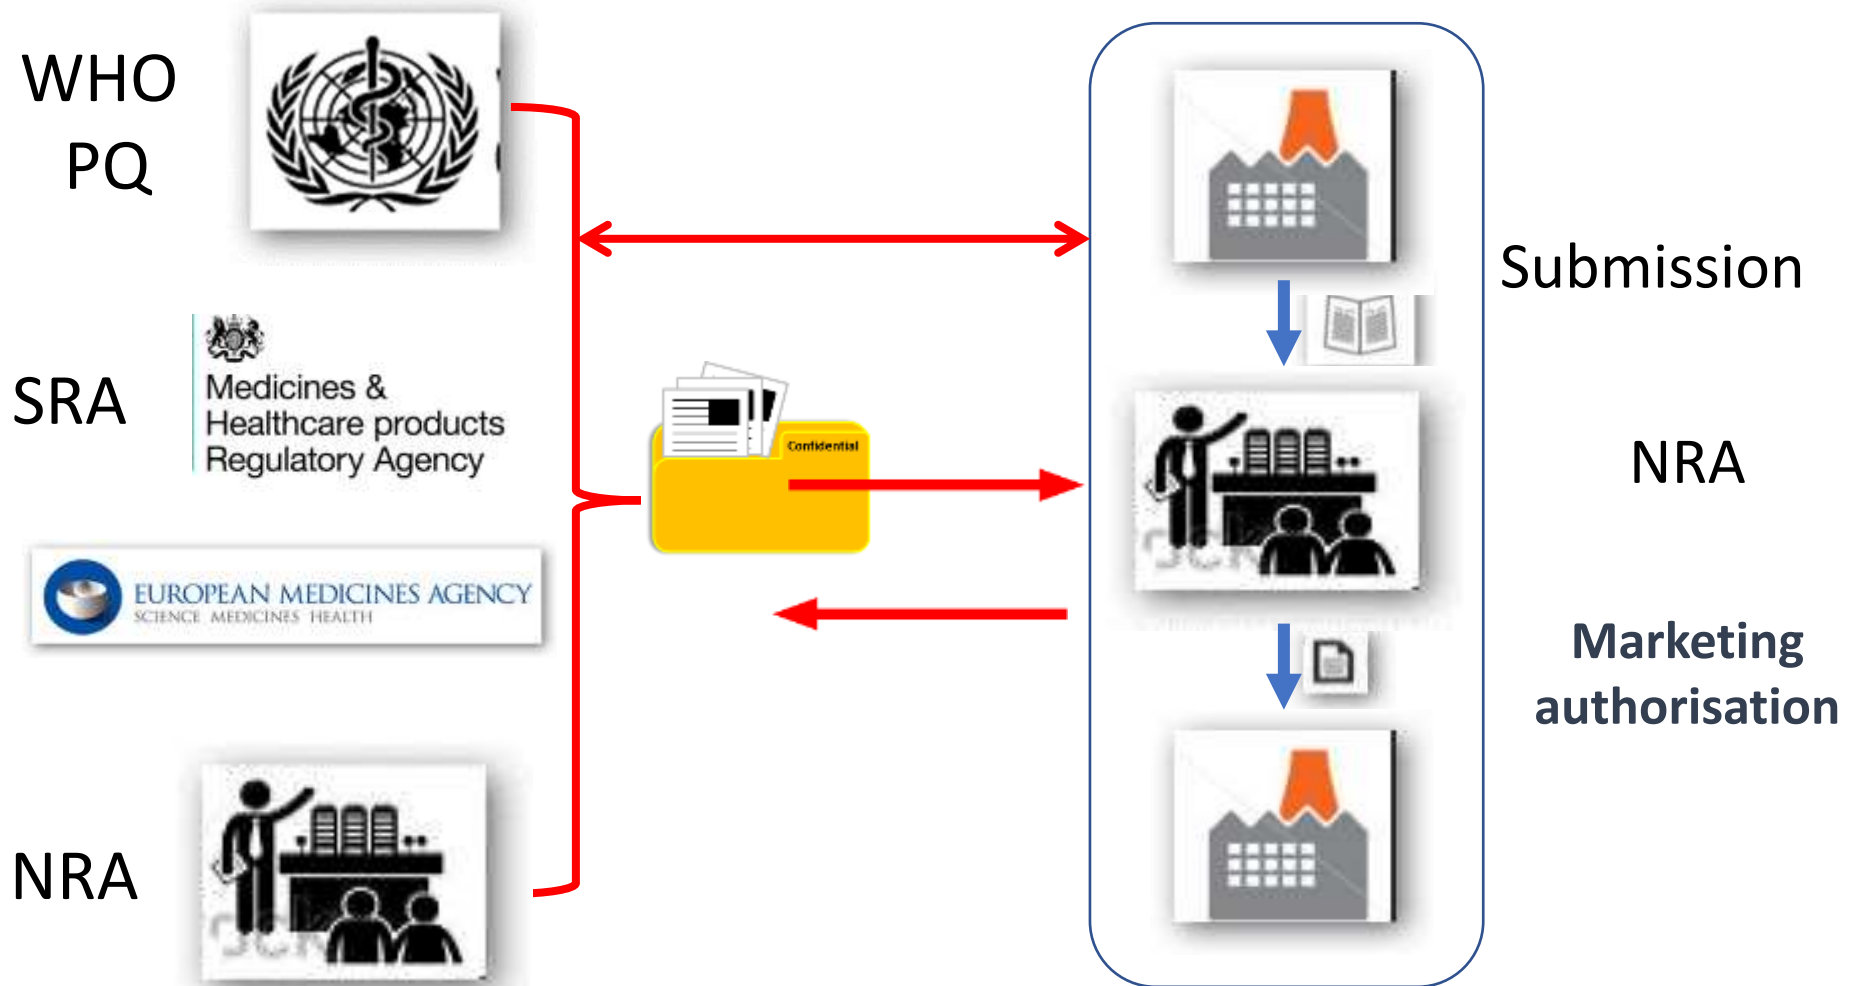 WHO
PQ
SRA
Medicines &
Healthcare products
Regulatory Agency
EUROPEAN MEDICINES AGENCY
SCIENCE MEDICINES HEALTH
NRA
Confidential
Submission
NRA
Marketing
authorisation